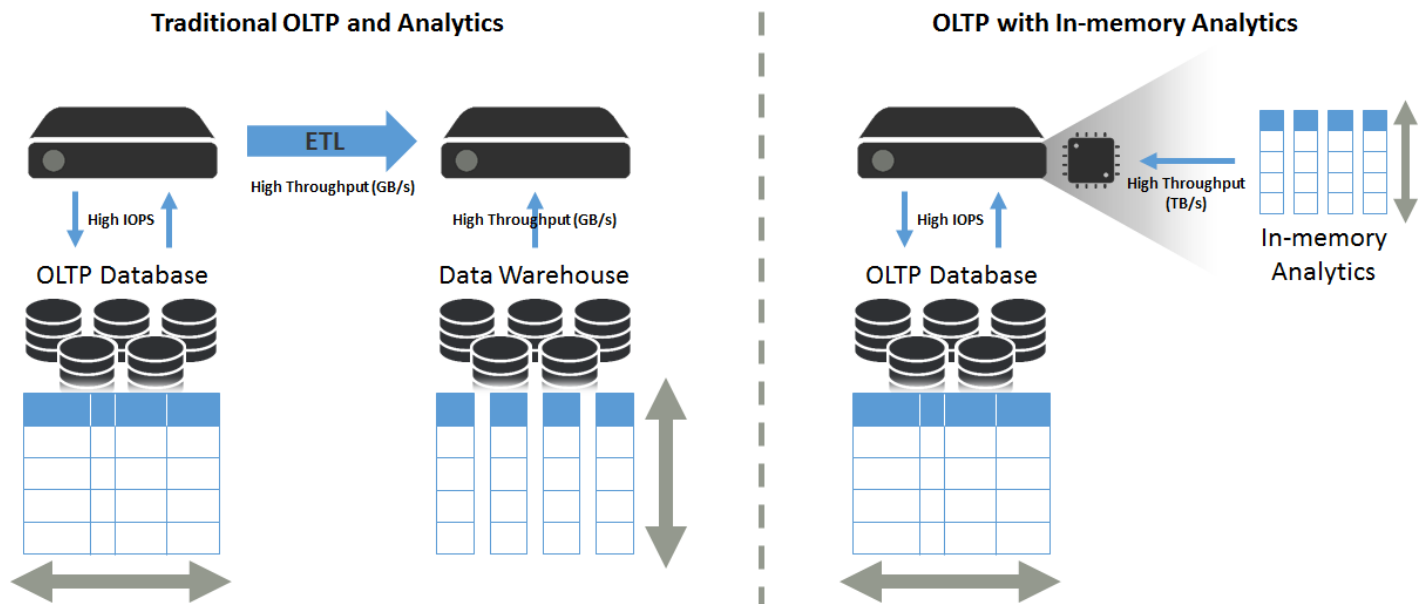 Traditional OLTP and Analytics
ETL
High Throughput (GB/s)
High IOPS
High Throughput (GB/s)
OLTP Database
Data Warehouse
OLTP with In-memory Analytics
High Throughput
(TB/s)
High IOPS
In-memory
Analytics
OLTP Database